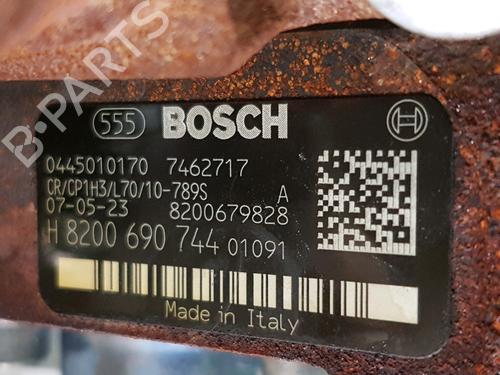 555 BOSCH
0445010170 7462717
CR/CP1H3/L70/10-789S A
07-05-23 8200679828
H 8200 690 744 01091
Made in Italy
B-PARTS